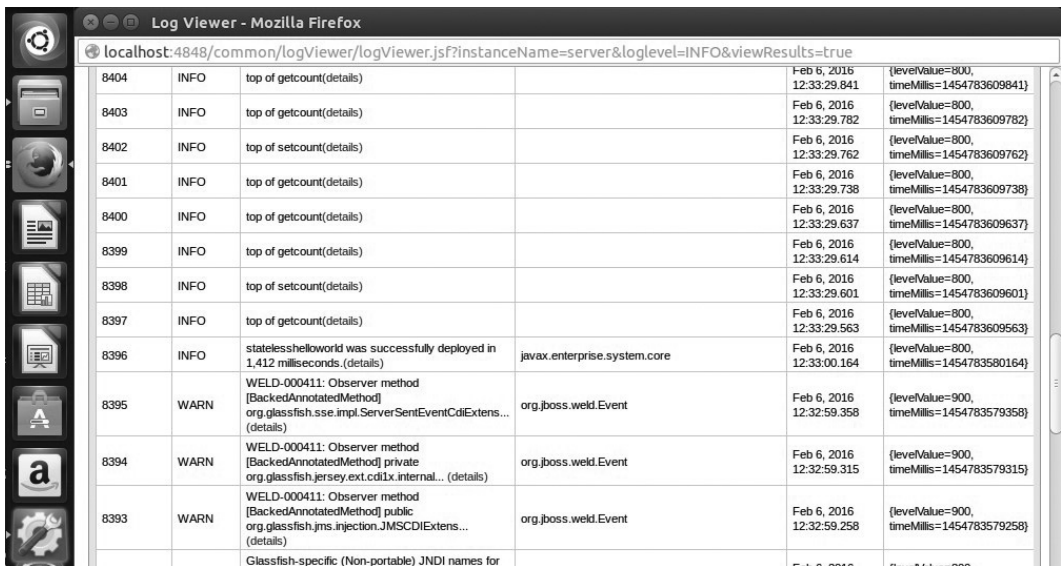 Log Viewer - Mozilla Firefox
localhost:4848/common/logViewer/logViewer.jsf?instanceName=server&loglevel=INFO&viewResults=true
8404 INFO top of getcount(details) Feb 6, 2016 12:33:29.841 {levelValue=800, timeMillis=1454783609841}
8403 INFO top of getcount(details) Feb 6, 2016 12:33:29.782 {levelValue=800, timeMillis=1454783609782}
8402 INFO top of setcount(details) Feb 6, 2016 12:33:29.762 {levelValue=800, timeMillis=1454783609762}
8401 INFO top of getcount(details) Feb 6, 2016 12:33:29.738 {levelValue=800, timeMillis=1454783609738}
8400 INFO top of getcount(details) Feb 6, 2016 12:33:29.637 {levelValue=800, timeMillis=1454783609637}
8399 INFO top of getcount(details) Feb 6, 2016 12:33:29.614 {levelValue=800, timeMillis=1454783609614}
8398 INFO top of setcount(details) Feb 6, 2016 12:33:29.601 {levelValue=800, timeMillis=1454783609601}
8397 INFO top of getcount(details) Feb 6, 2016 12:33:29.563 {levelValue=800, timeMillis=1454783609563}
8396 INFO statelesshelloworld was successfully deployed in 1,412 milliseconds.(details) javax.enterprise.system.core Feb 6, 2016 12:33:00.164 {levelValue=800, timeMillis=1454783580164}
8395 WARN WELD-000411: Observer method [BackedAnnotatedMethod] org.glassfish.sse.impl.ServerSentEventCdiExtens... (details) org.jboss.weld.Event Feb 6, 2016 12:32:59.358 {levelValue=900, timeMillis=1454783579358}
8394 WARN WELD-000411: Observer method [BackedAnnotatedMethod] private org.glassfish.jersey.ext.cdi1x.internal... (details) org.jboss.weld.Event Feb 6, 2016 12:32:59.315 {levelValue=900, timeMillis=1454783579315}
8393 WARN WELD-000411: Observer method [BackedAnnotatedMethod] public org.glassfish.jms.injection.JMSCDIExtens... (details) org.jboss.weld.Event Feb 6, 2016 12:32:59.258 {levelValue=900, timeMillis=1454783579258}
Glassfish-specific (Non-portable) JNDI names for
a